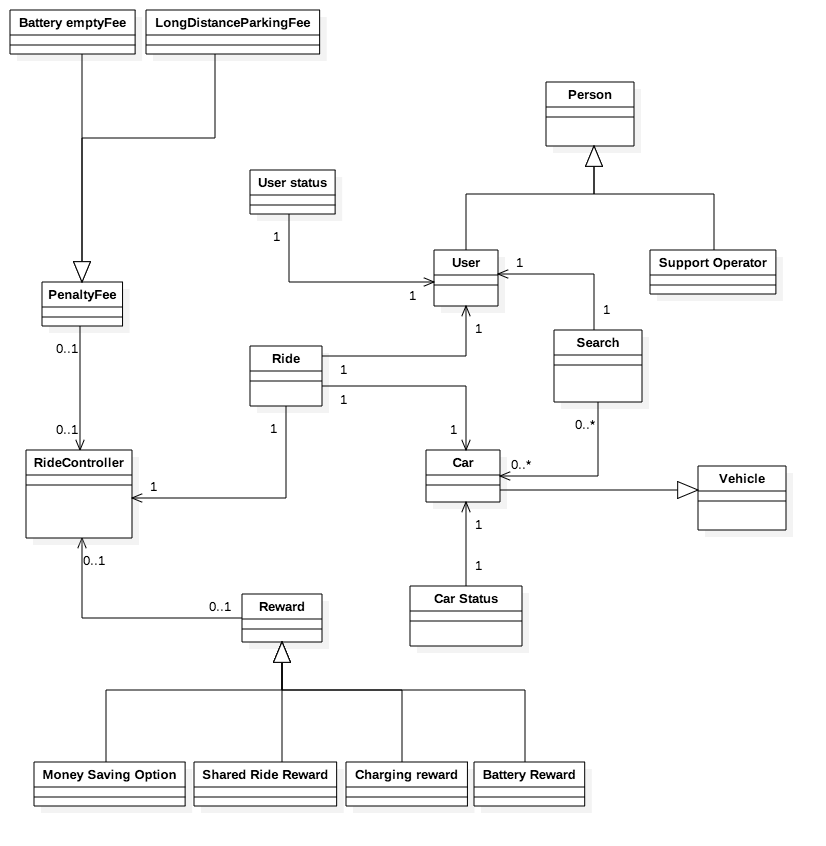 Battery emptyFee
LongDistanceParkingFee
Person
User status
1
User
1
Support Operator
1
PenaltyFee
1
1
0..1
Ride
1
Search
1
1
0..*
0..1
1
RideController
1
Car
0..*
Vehicle
1
1
0..1
1
0..1
Reward
Car Status
Money Saving Option
Shared Ride Reward
Charging reward
Battery Reward